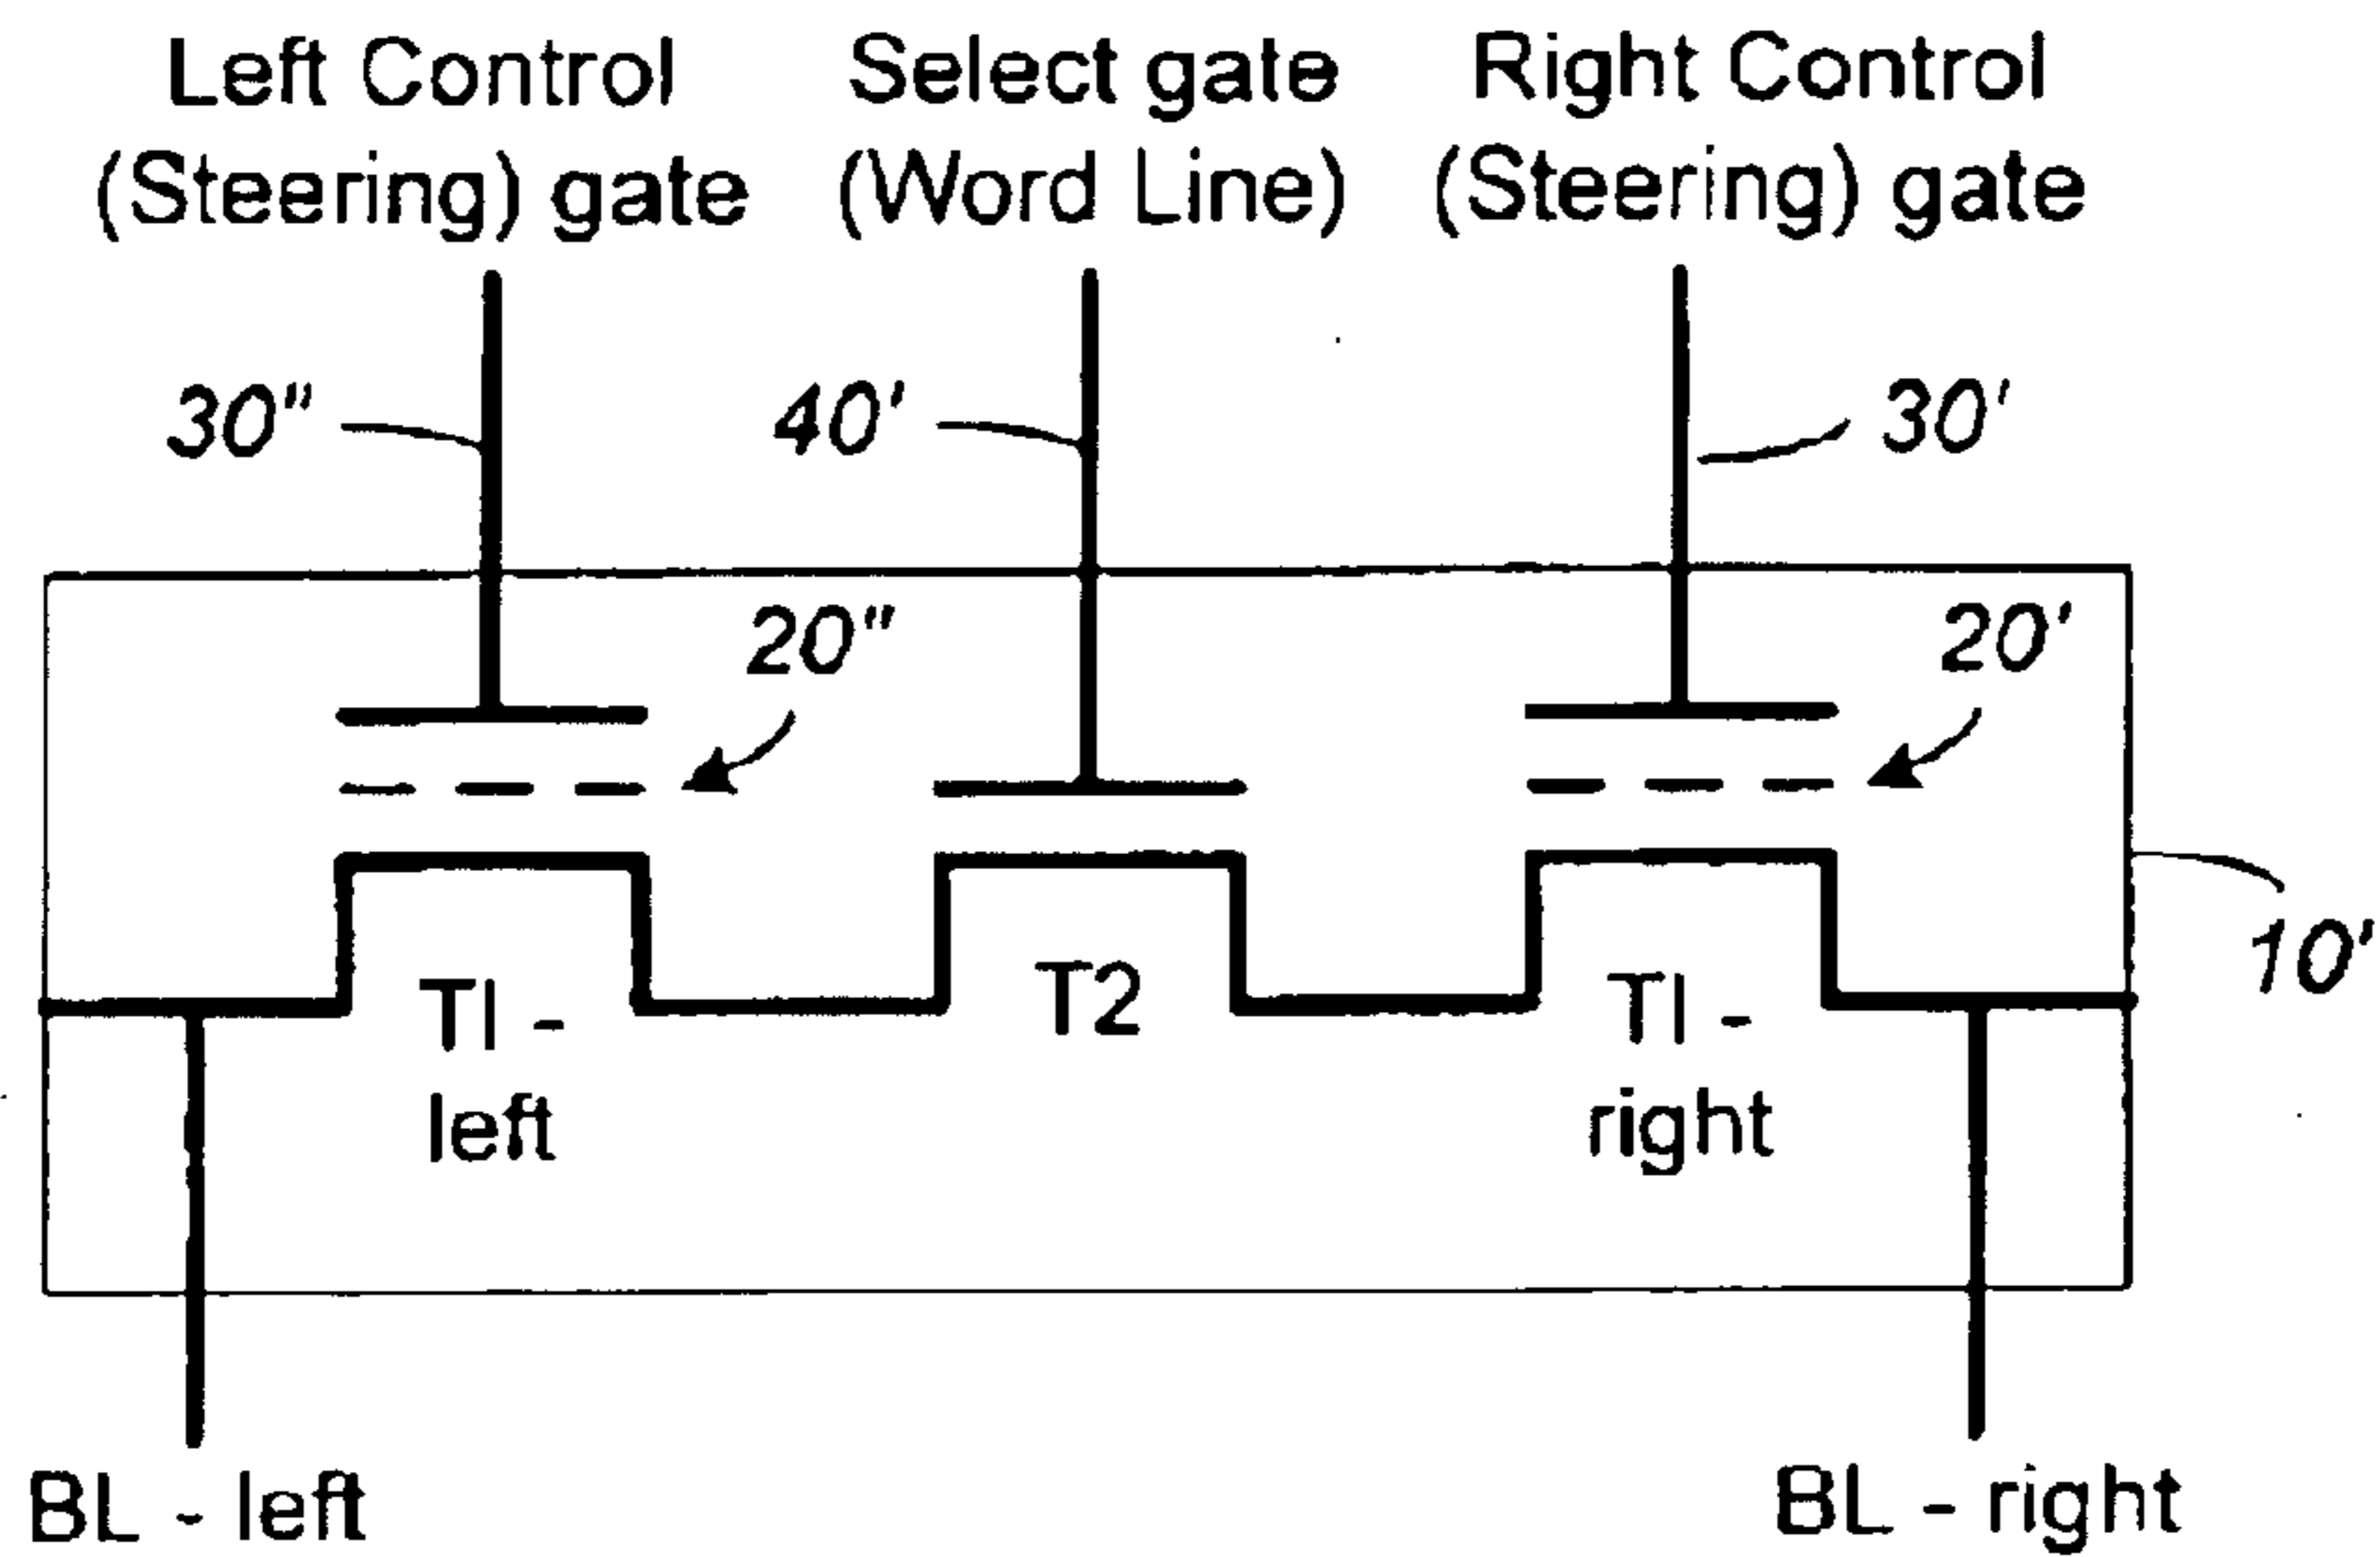 Left Control
(Steering) gate
Select gate
(Word Line)
Right Control
(Steering) gate
30"
40'
30'
20"
20'
10'
TI -
left
T2
TI -
right
BL - left
BL - right